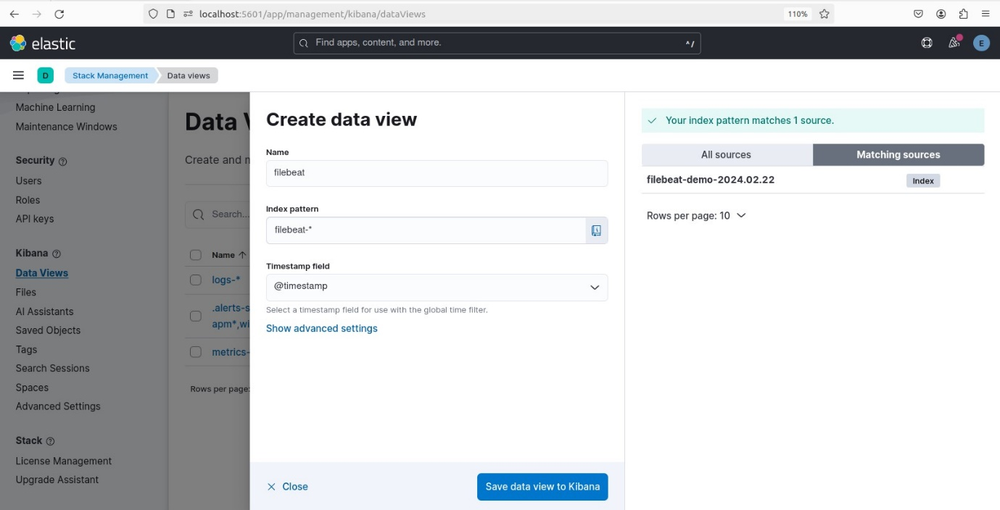 localhost:5601/app/management/kibana/dataViews
110%
elastic
Find apps, content, and more.
^/
E
D
Stack Management
Data views
Machine Learning
Maintenance Windows
Security
Users
Roles
API keys
Kibana
Data Views
Files
AI Assistants
Saved Objects
Tags
Search Sessions
Spaces
Advanced Settings
Stack
License Management
Upgrade Assistant
Data
Create and
Search...
Name
logs-*
.alerts-s
apm*,wi
metrics-
Rows per page:
Create data view
Name
filebeat
Index pattern
filebeat-*
Timestamp field
@timestamp
Select a timestamp field for use with the global time filter.
Show advanced settings
Close
Save data view to Kibana
Your index pattern matches 1 source.
All sources
Matching sources
filebeat-demo-2024.02.22
Index
Rows per page: 10